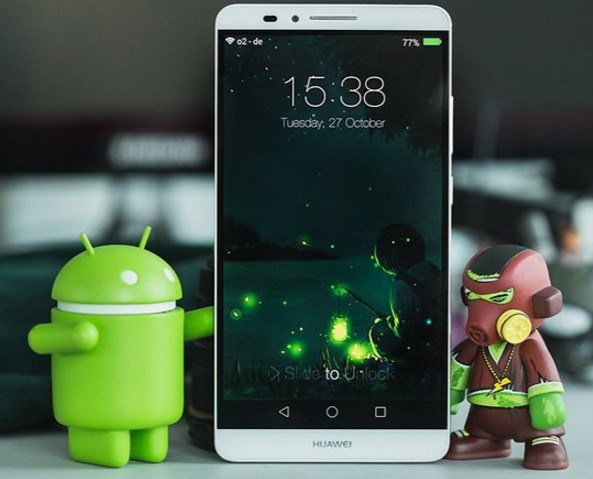 o2 - de 77%
15:38
Tuesday, 27 October
Slide to Unlock
HUAWEI